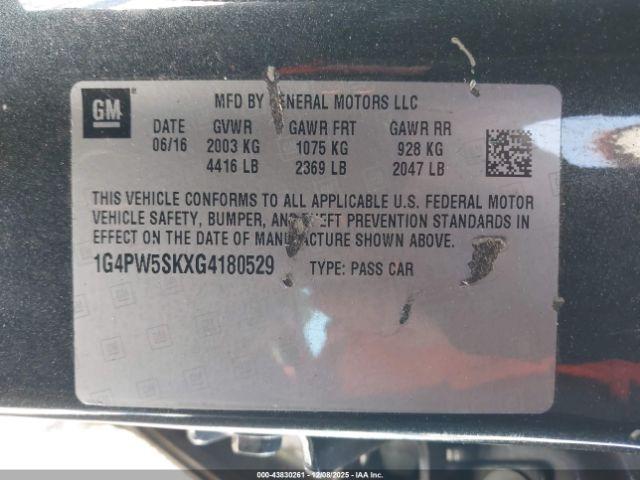 GM
MFD BY GENERAL MOTORS LLC
DATE GVWR GAWR FRT GAWR RR
06/16 2003 KG 1075 KG 928 KG
4416 LB 2369 LB 2047 LB
THIS VEHICLE CONFORMS TO ALL APPLICABLE U.S. FEDERAL MOTOR
VEHICLE SAFETY, BUMPER, AND THEFT PREVENTION STANDARDS IN
EFFECT ON THE DATE OF MANUFACTURE SHOWN ABOVE.
1G4PW5SKXG4180529 TYPE: PASS CAR
000-43830261 - 12/08/2025 - IAA Inc.